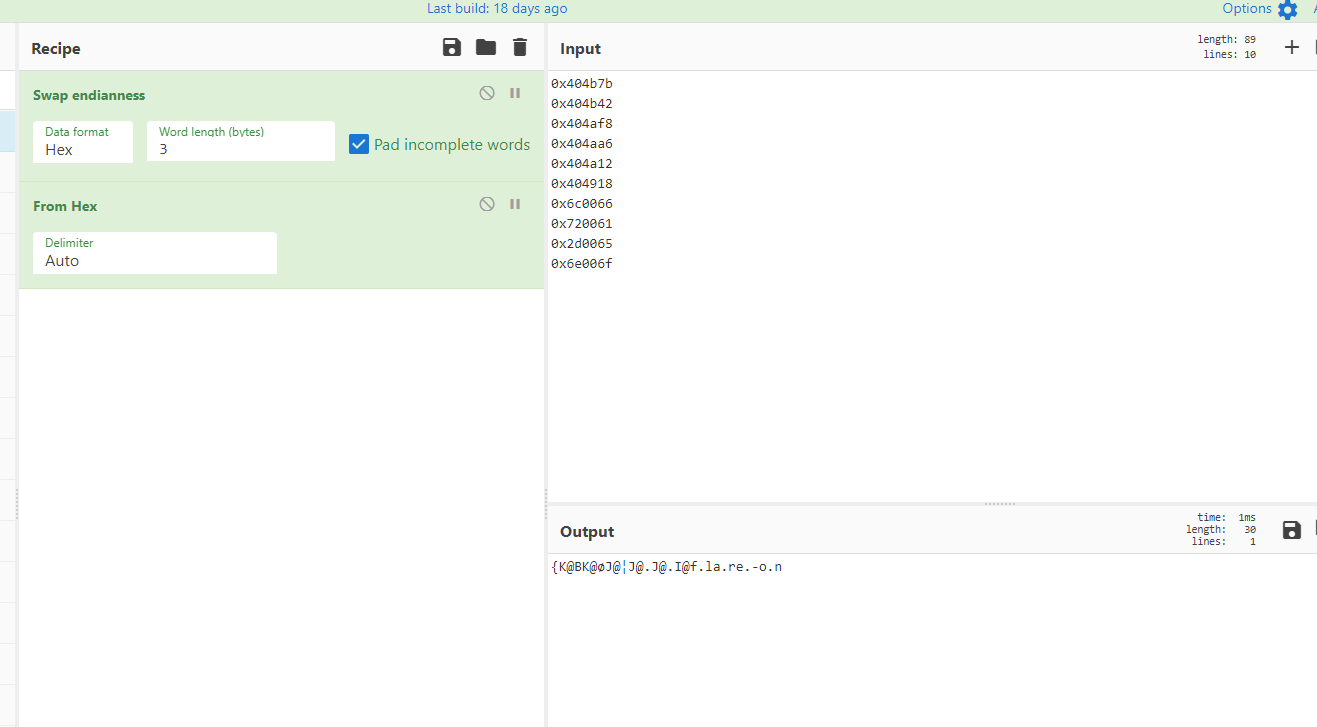 Last build: 18 days ago
Options
Recipe
Swap endianness
Data format
Hex
Word length (bytes)
3
Pad incomplete words
From Hex
Delimiter
Auto
Input
length: 89
lines: 10
0x404b7b
0x404b42
0x404af8
0x404aa6
0x404a12
0x404918
0x6c0066
0x720061
0x2d0065
0x6e006f
Output
time: 1ms
length: 30
lines: 1
{K@BK@øJ@¦J@.J@.I@f.la.re.-o.n